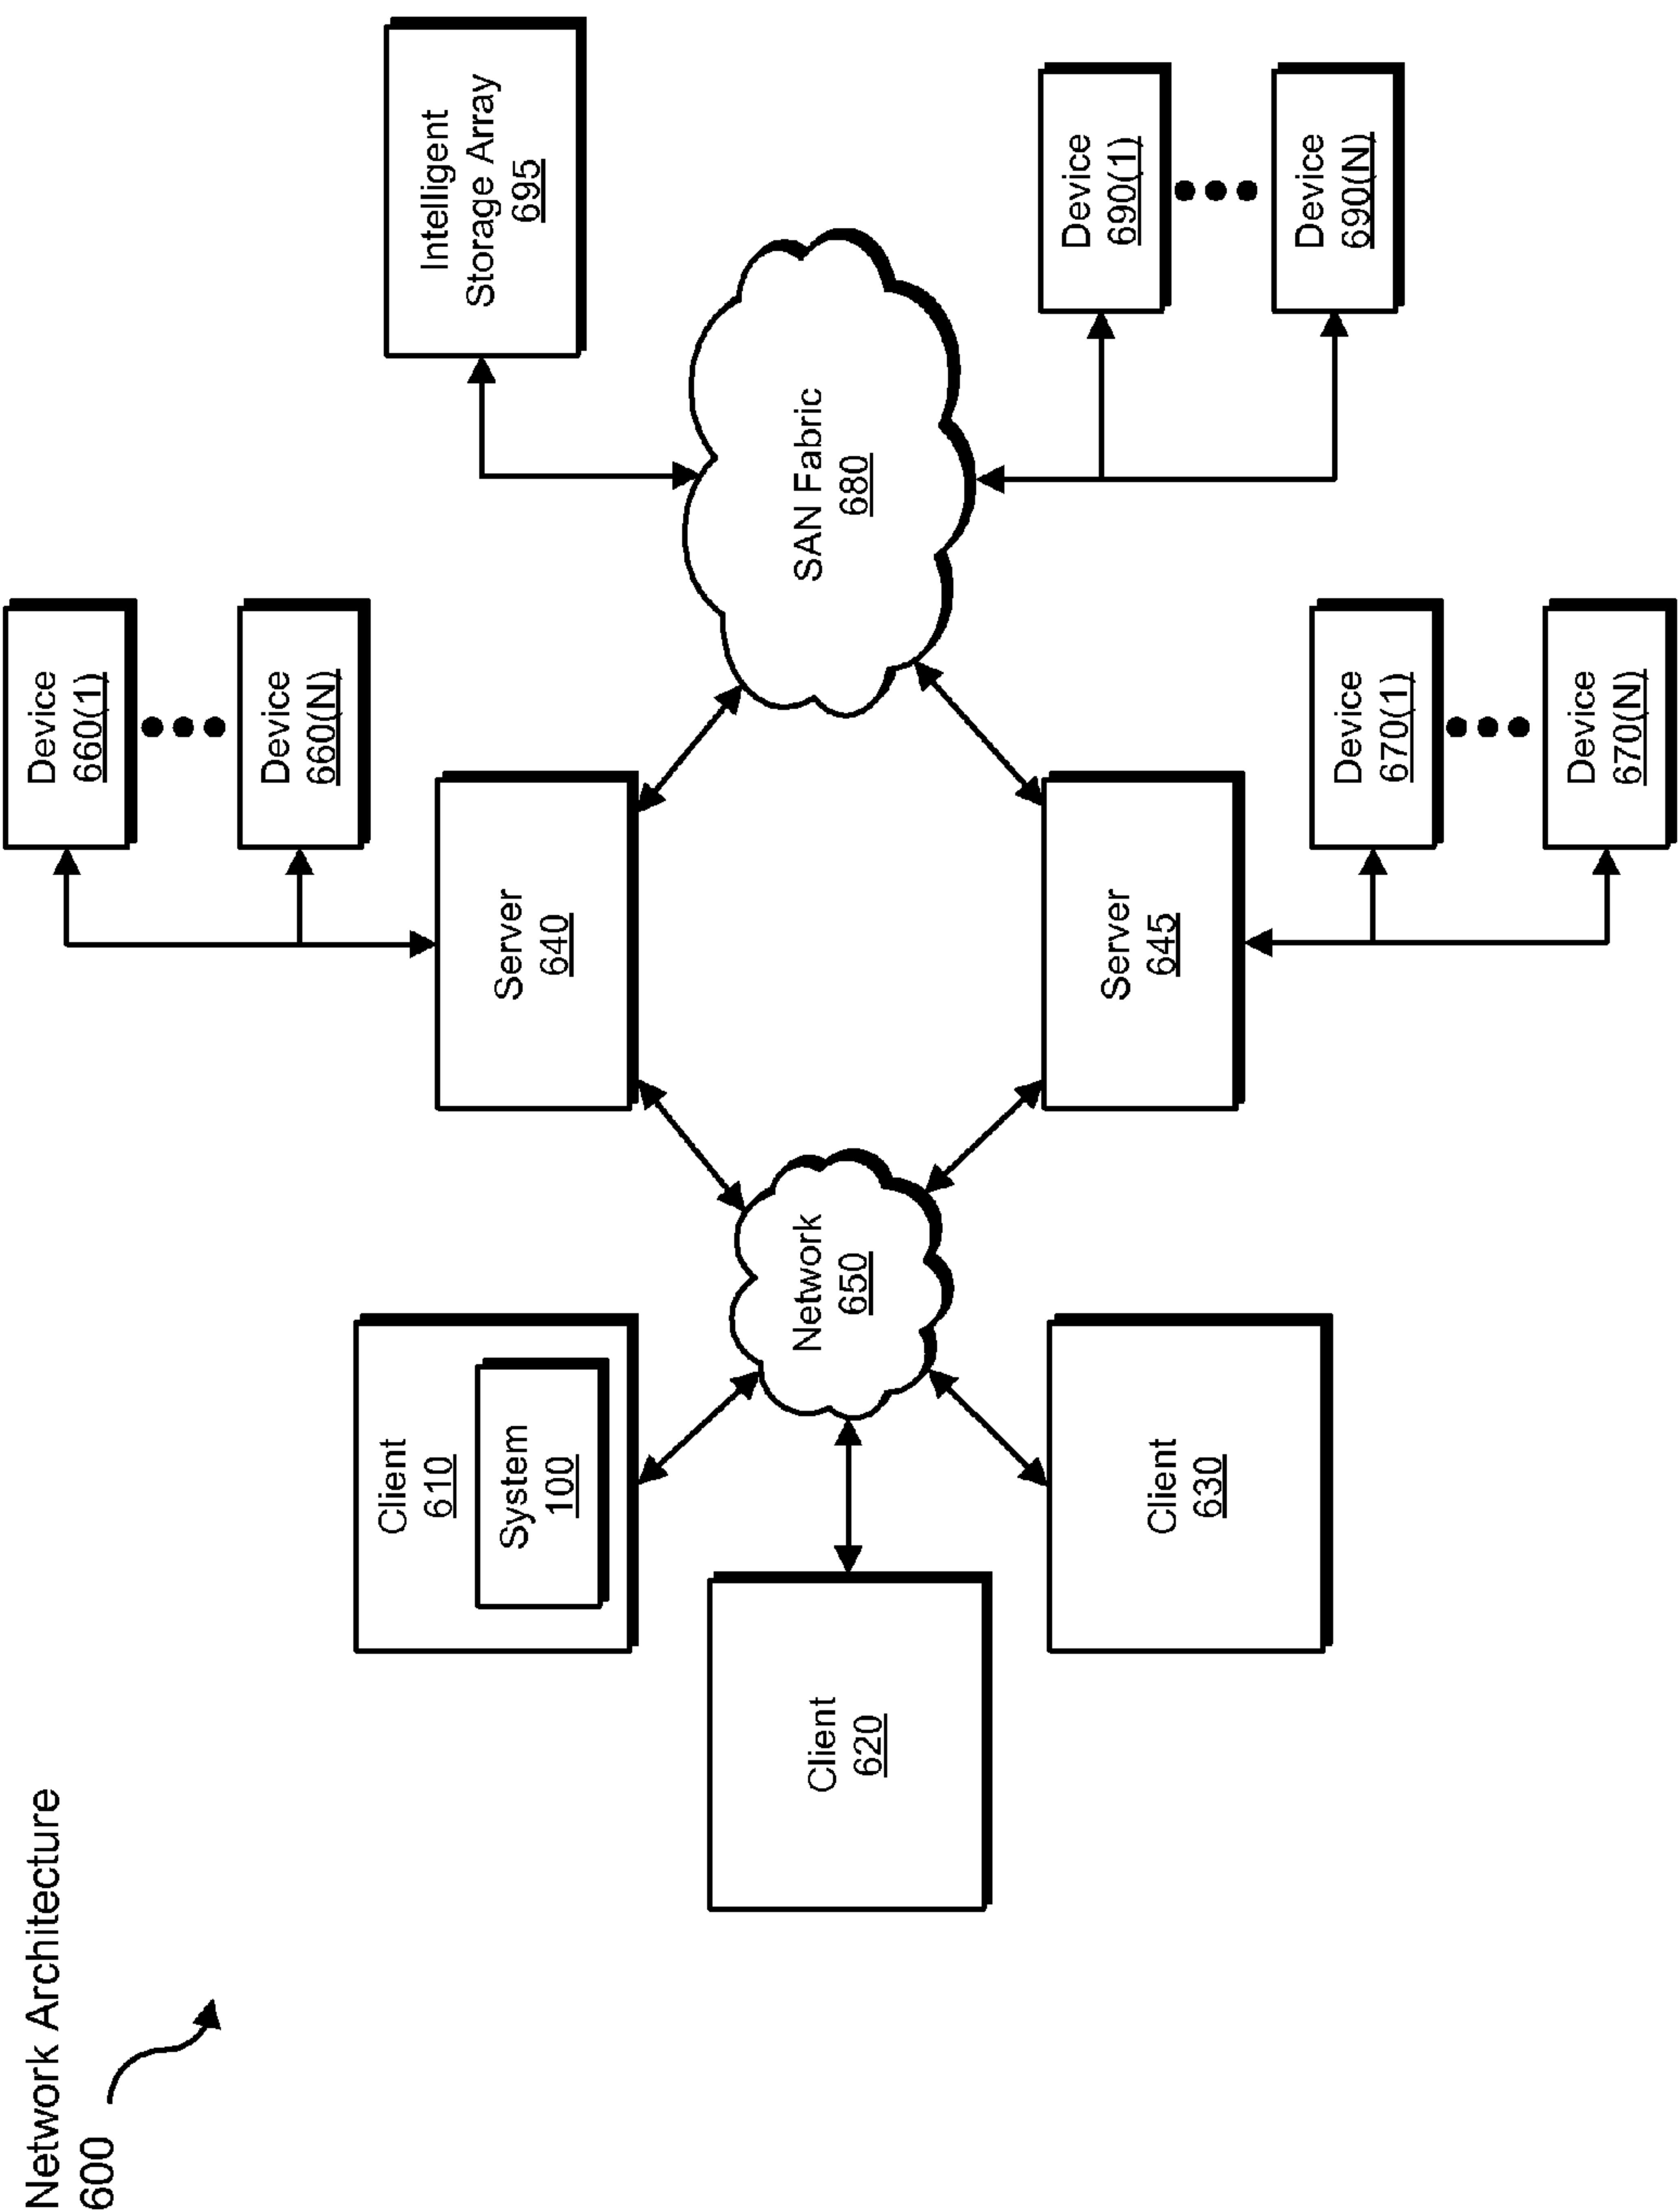 Network Architecture
600
Client
610
System
100
Client
620
Client
630
Network
650
Server
640
Server
645
Device
660(1)
Device
660(N)
Device
670(1)
Device
670(N)
SAN Fabric
680
Intelligent
Storage Array
695
Device
690(1)
Device
690(N)